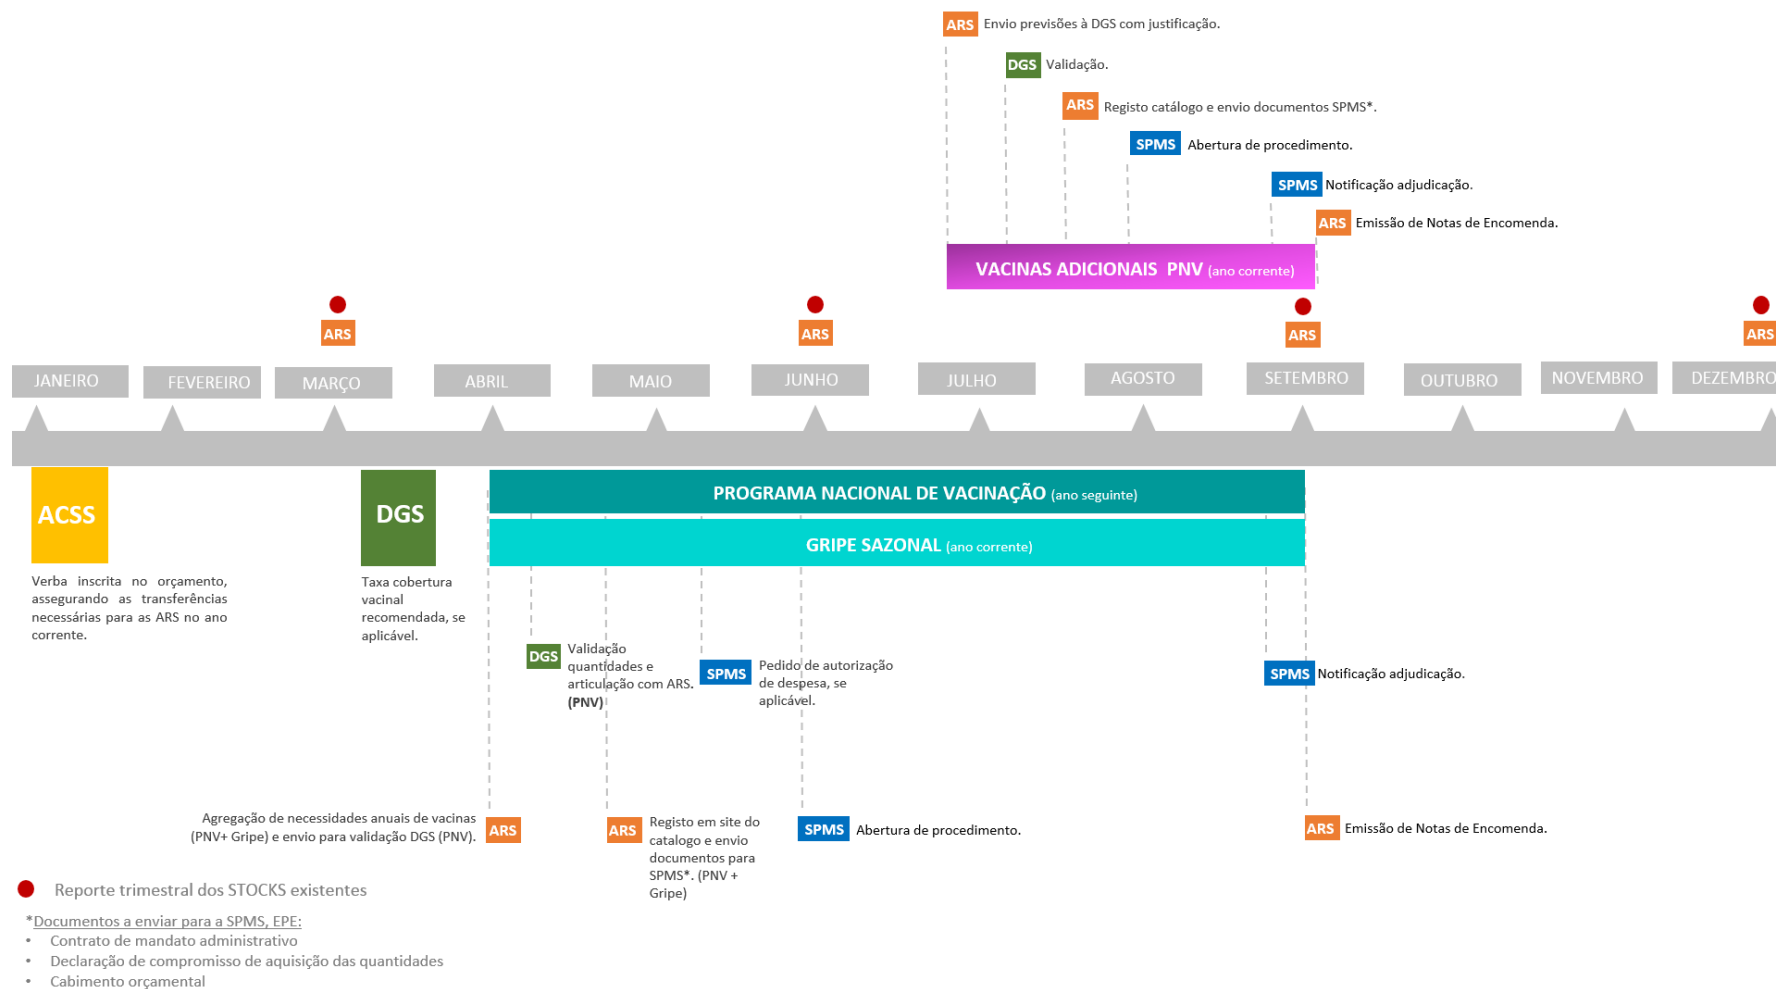 ARS Envio previsões à DGS com justificação.
DGS Validação.
ARS Registo catálogo e envio documentos SPMS*.
SPMS Abertura de procedimento.
SPMS Notificação adjudicação.
ARS Emissão de Notas de Encomenda.
VACINAS ADICIONAIS PNV (ano corrente)
ARS
ARS
ARS
ARS
JANEIRO
FEVEREIRO
MARÇO
ABRIL
MAIO
JUNHO
JULHO
AGOSTO
SETEMBRO
OUTUBRO
NOVEMBRO
DEZEMBRO
ACSS
Verba inscrita no orçamento,
assegurando as transferências
necessárias para as ARS no ano
corrente.
DGS
Taxa cobertura
vacinal
recomendada, se
aplicável.
PROGRAMA NACIONAL DE VACINAÇÃO (ano seguinte)
GRIPE SAZONAL (ano corrente)
DGS
Validação
quantidades e
articulação com ARS.
(PNV)
SPMS
Pedido de autorização
de despesa, se
aplicável.
SPMS Notificação adjudicação.
Agregação de necessidades anuais de vacinas
(PNV+ Gripe) e envio para validação DGS (PNV).
ARS
ARS
Registo em site do
catalogo e envio
documentos para
SPMS*. (PNV +
Gripe)
SPMS Abertura de procedimento.
ARS Emissão de Notas de Encomenda.
Reporte trimestral dos STOCKS existentes
*Documentos a enviar para a SPMS, EPE:
• Contrato de mandato administrativo
• Declaração de compromisso de aquisição das quantidades
• Cabimento orçamental